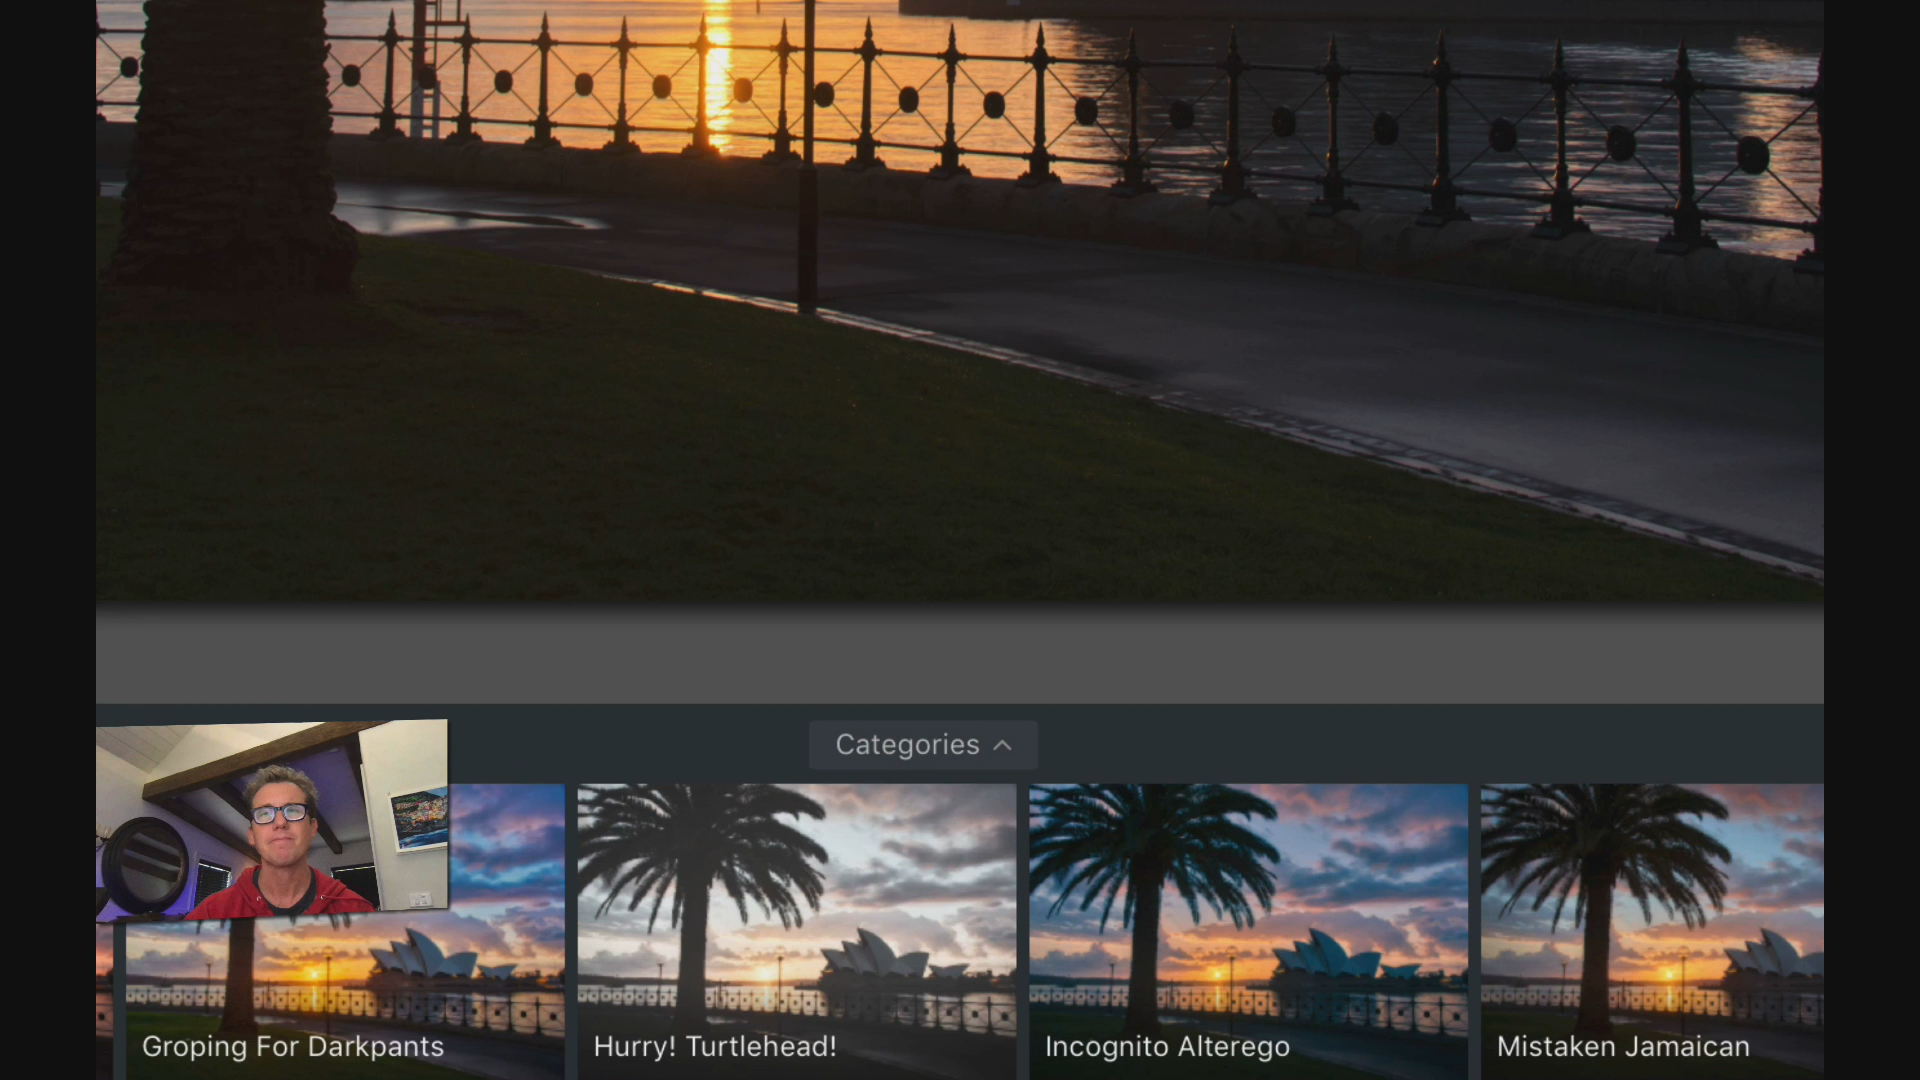 Categories
Groping For Darkpants
Hurry! Turtlehead!
Incognito Alterego
Mistaken Jamaican